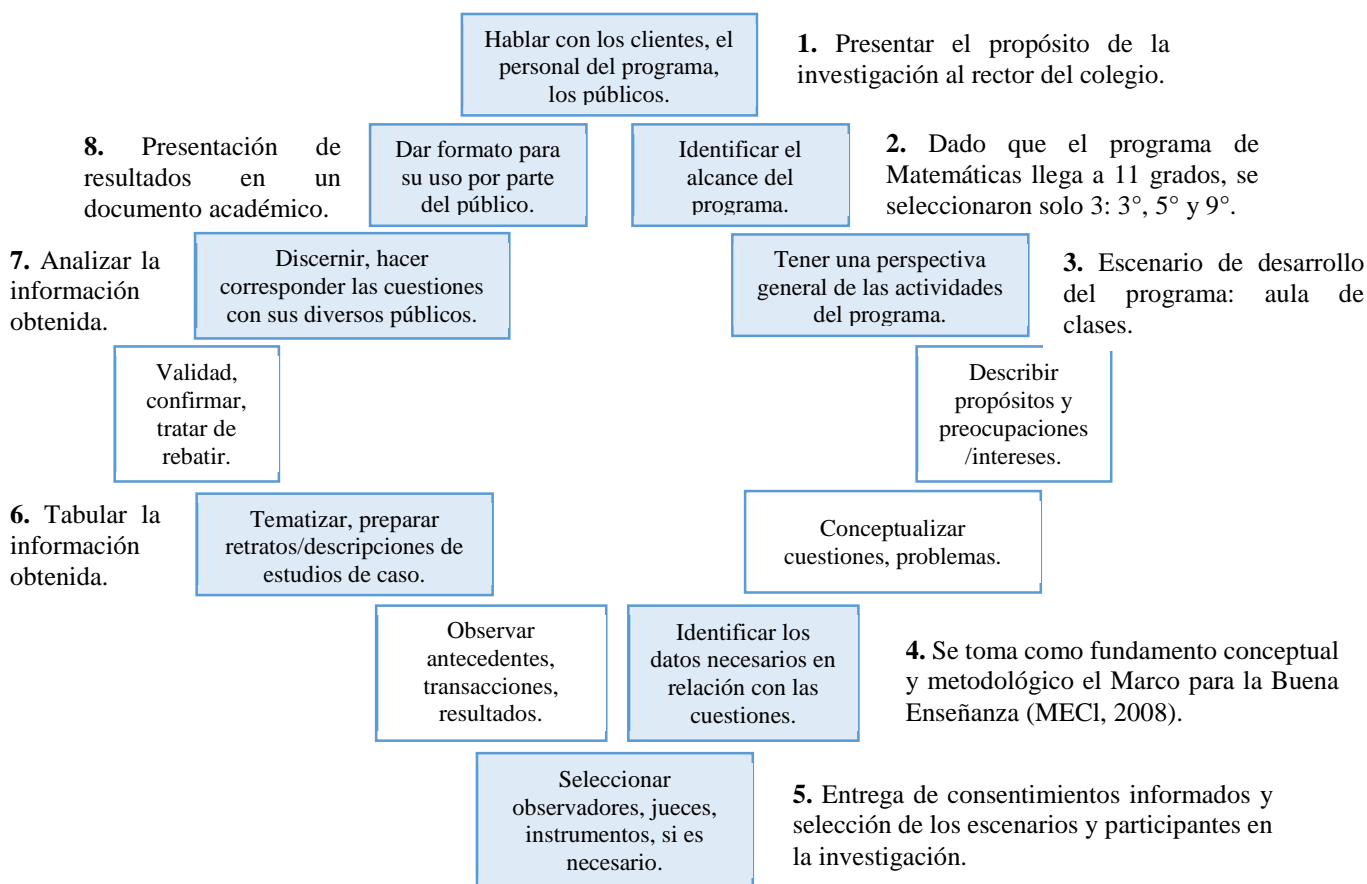 Hablar con los clientes, el
personal del programa,
los públicos.
1. Presentar el propósito de la
investigación al rector del colegio.
8. Presentación de
resultados en un
documento académico.
Dar formato para
su uso por parte
del público.
Identificar el
alcance del
programa.
2. Dado que el programa de
Matemáticas llega a 11 grados, se
seleccionaron solo 3: 3°, 5° y 9°.
7. Analizar la
información
obtenida.
Discernir, hacer
corresponder las cuestiones
con sus diversos públicos.
Tener una perspectiva
general de las actividades
del programa.
3. Escenario de desarrollo
del programa: aula de
clases.
Validad,
confirmar,
tratar de
rebatir.
Describir
propósitos y
preocupaciones
/intereses.
6. Tabular la
información
obtenida.
Tematizar, preparar
retratos/descripciones de
estudios de caso.
Conceptualizar
cuestiones, problemas.
Observar
antecedentes,
transacciones,
resultados.
Identificar los
datos necesarios en
relación con las
cuestiones.
4. Se toma como fundamento conceptual
y metodológico el Marco para la Buena
Enseñanza (MECl, 2008).
Seleccionar
observadores, jueces,
instrumentos, si es
necesario.
5. Entrega de consentimientos informados y
selección de los escenarios y participantes en
la investigación.